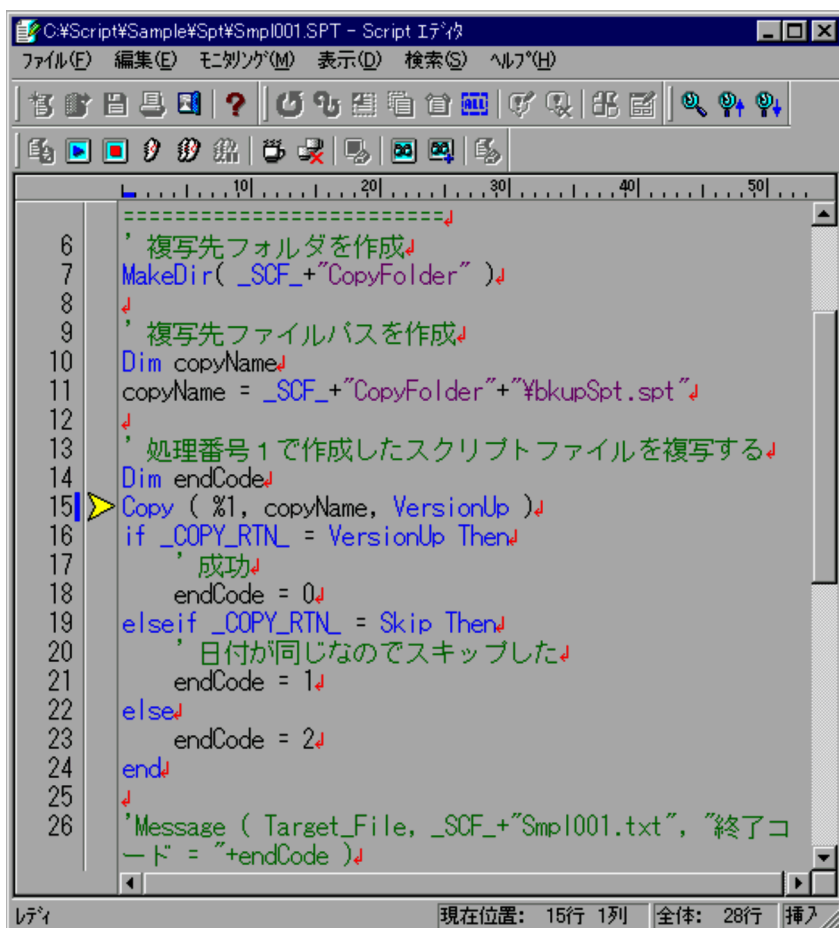 C:¥Script¥Sample¥Spt¥Smpl001.SPT - Script ｴﾃﾞｨﾀ
ﾌｧｲﾙ(F) 編集(E) ﾓﾆﾀﾘﾝｸﾞ(M) 表示(D) 検索(S) ﾍﾙﾌﾟ(H)
ALL
10 20 30 40 50
=========================
6 ' 複写先フォルダを作成
7 MakeDir( _SCF_+"CopyFolder" )
8
9 ' 複写先ファイルパスを作成
10 Dim copyName
11 copyName = _SCF_+"CopyFolder"+"¥bkupSpt.spt"
12
13 ' 処理番号１で作成したスクリプトファイルを複写する
14 Dim endCode
15 Copy ( %1, copyName, VersionUp )
16 if _COPY_RTN_ = VersionUp Then
17 ' 成功
18 endCode = 0
19 elseif _COPY_RTN_ = Skip Then
20 ' 日付が同じなのでスキップした
21 endCode = 1
22 else
23 endCode = 2
24 end
25
26 'Message ( Target_File, _SCF_+"Smpl001.txt", "終了コ
ード = "+endCode )
ﾚﾃﾞｨ 現在位置: 15行 1列 全体: 28行 挿入